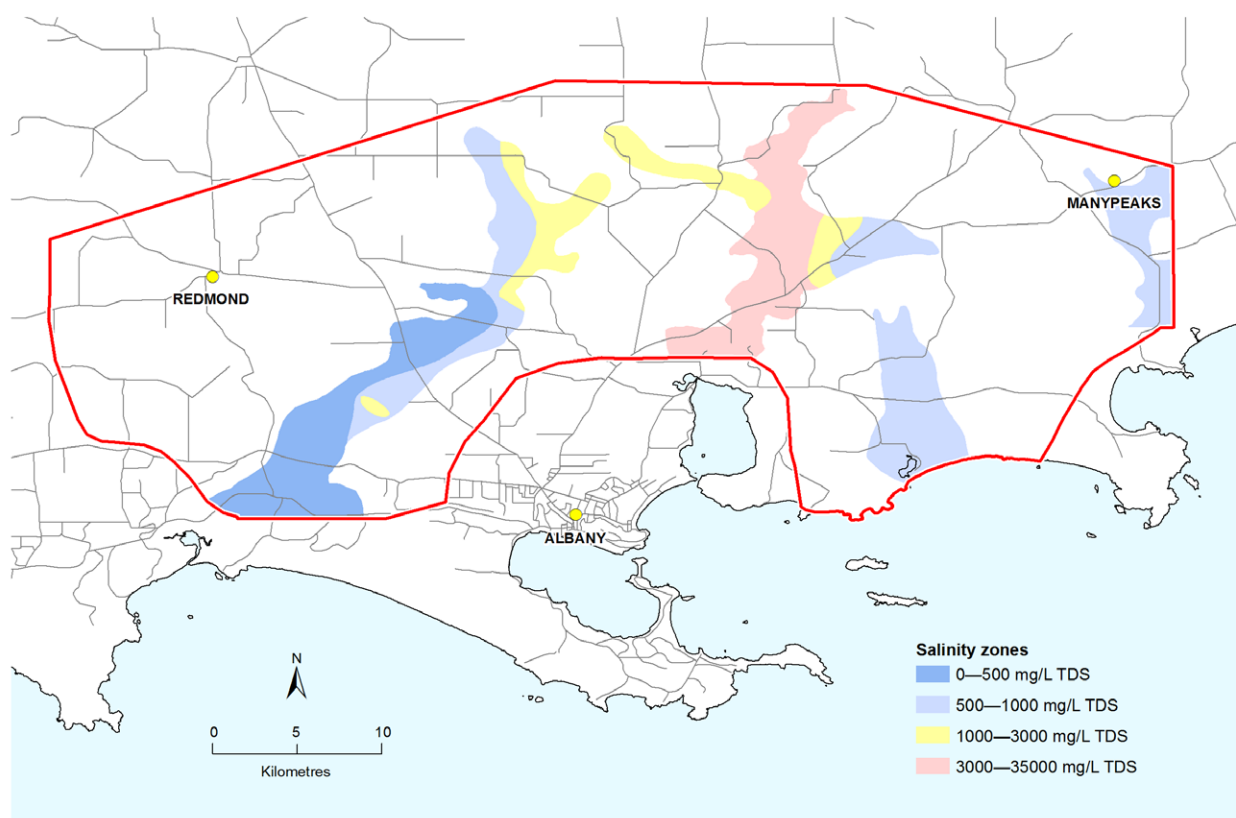 MANYPEAKS
REDMOND
ALBANY
N
0 5 10
Kilometres
Salinity zones
0—500 mg/L TDS
500—1000 mg/L TDS
1000—3000 mg/L TDS
3000—35000 mg/L TDS